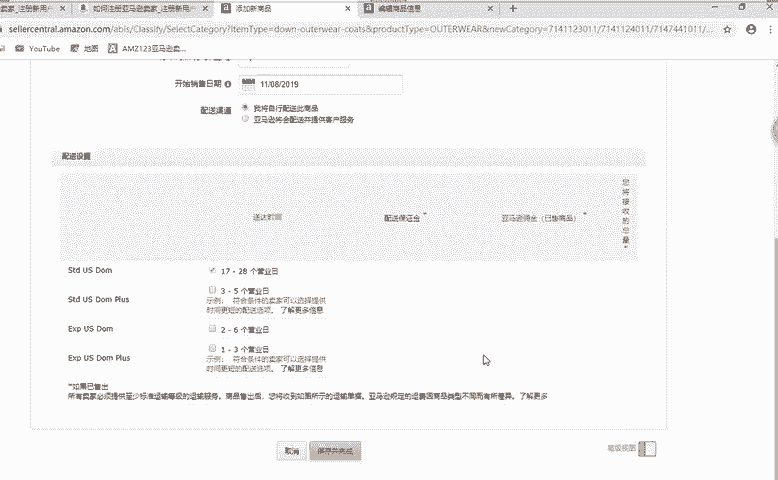 卖家_注册新用户
如何注册亚马逊卖家_注册新用户
添加新商品
编辑商品信息
sellercentral.amazon.com/abis/Classify/SelectCategory?itemType=down-outerwear-coats&productType=OUTERWEAR&newCategory=7141123011/7141124011/7147441011/...
YouTube
地图
AMZ123亚马逊卖...
开始销售日期
11/08/2019
配送渠道
我将自行配送此商品
亚马逊将会配送并提供客户服务
配送设置
送达时间
配送保证金 *
亚马逊佣金（已售商品） *
您将接收的总量 *
Std US Dom
17 - 28 个营业日
Std US Dom Plus
3 - 5 个营业日
示例： 符合条件的卖家可以选择提供
时间更短的配送选项。 了解更多信息
Exp US Dom
2 - 6 个营业日
Exp US Dom Plus
1 - 3 个营业日
示例： 符合条件的卖家可以选择提供
时间更短的配送选项。 了解更多信息
*如果已售出
所有卖家必须提供至少标准运输等级的运输服务。商品售出后，您将收到如图所示的运输单据。亚马逊规定的运费因商品类型不同而有所差异。了解更多
取消
保存并完成
高级视图